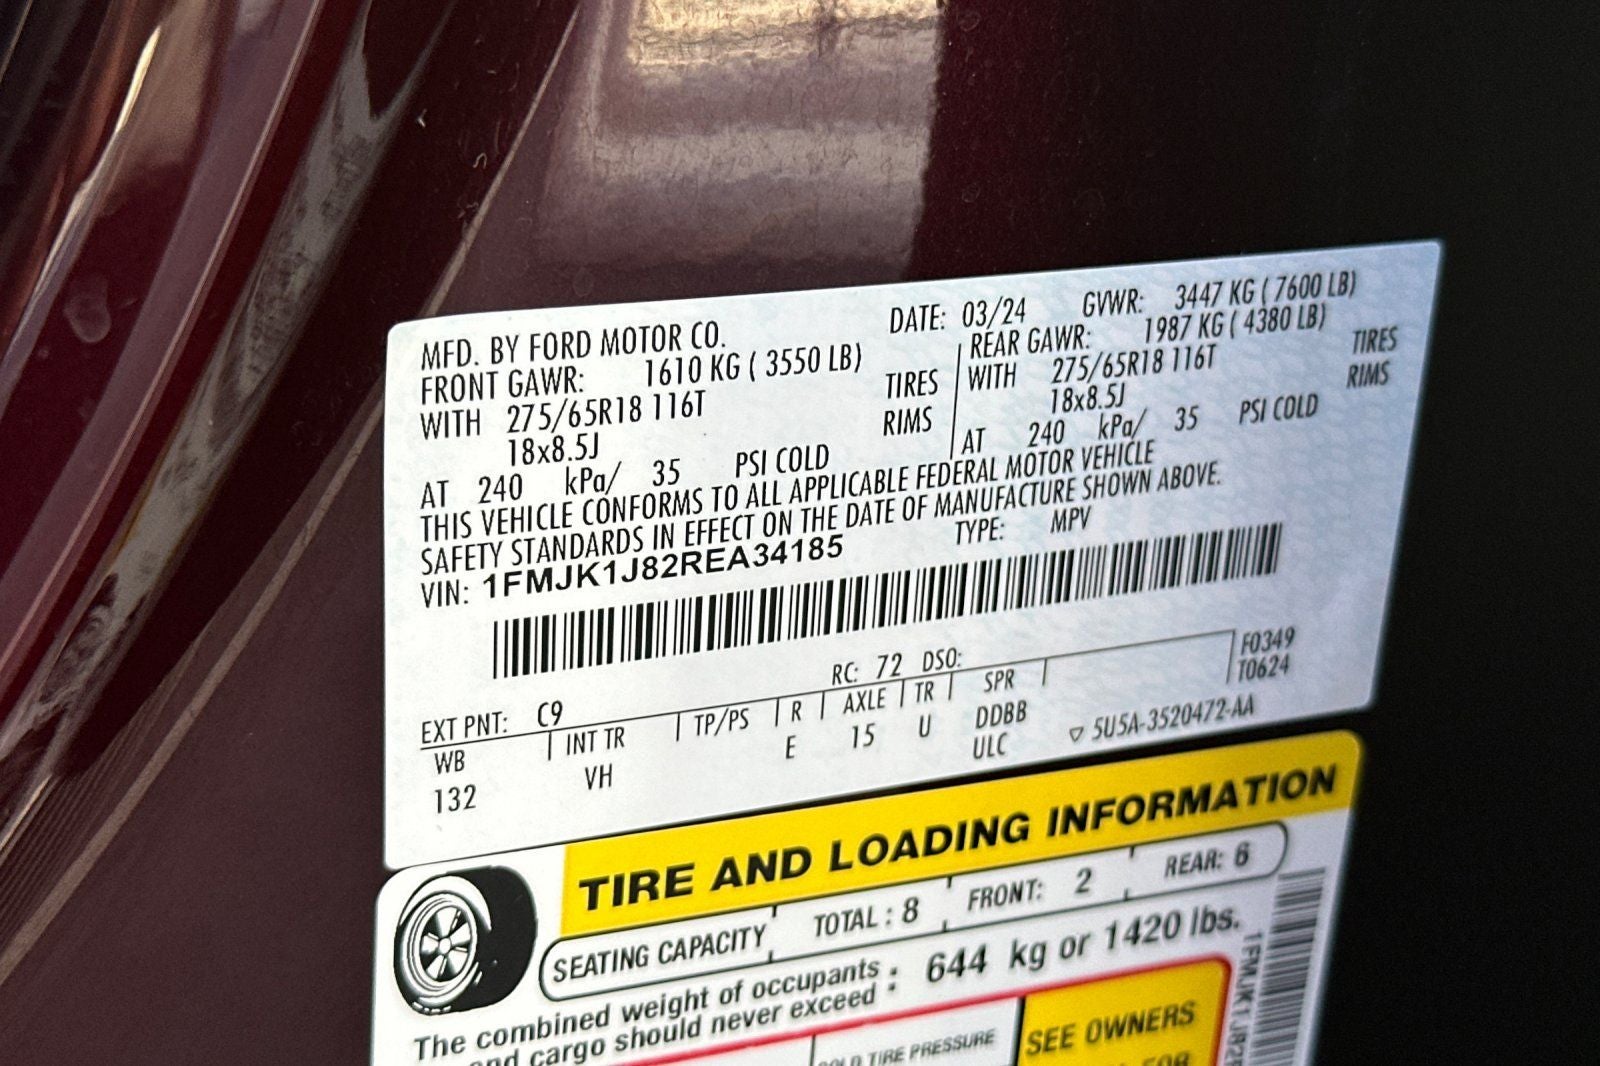 MFD. BY FORD MOTOR CO. DATE: 03/24 GVWR: 3447 KG ( 7600 LB)
FRONT GAWR: 1610 KG ( 3550 LB) REAR GAWR: 1987 KG ( 4380 LB)
WITH 275/65R18 116T TIRES WITH 275/65R18 116T TIRES
18x8.5J RIMS 18x8.5J RIMS
AT 240 kPa/ 35 PSI COLD AT 240 kPa/ 35 PSI COLD
THIS VEHICLE CONFORMS TO ALL APPLICABLE FEDERAL MOTOR VEHICLE
SAFETY STANDARDS IN EFFECT ON THE DATE OF MANUFACTURE SHOWN ABOVE.
VIN: 1FMJK1J82REA34185 TYPE: MPV
F0349
T0624
EXT PNT: C9 RC: 72 DSO:
WB INT TR TP/PS R AXLE TR SPR
132 VH E 15 U DDBB
ULC
▽ 5U5A-3520472-AA
TIRE AND LOADING INFORMATION
SEATING CAPACITY TOTAL : 8 FRONT: 2 REAR: 6
The combined weight of occupants
and cargo should never exceed : 644 kg or 1420 lbs.
TIRE PRESSURE
SEE OWNERS
1FMJK1J82